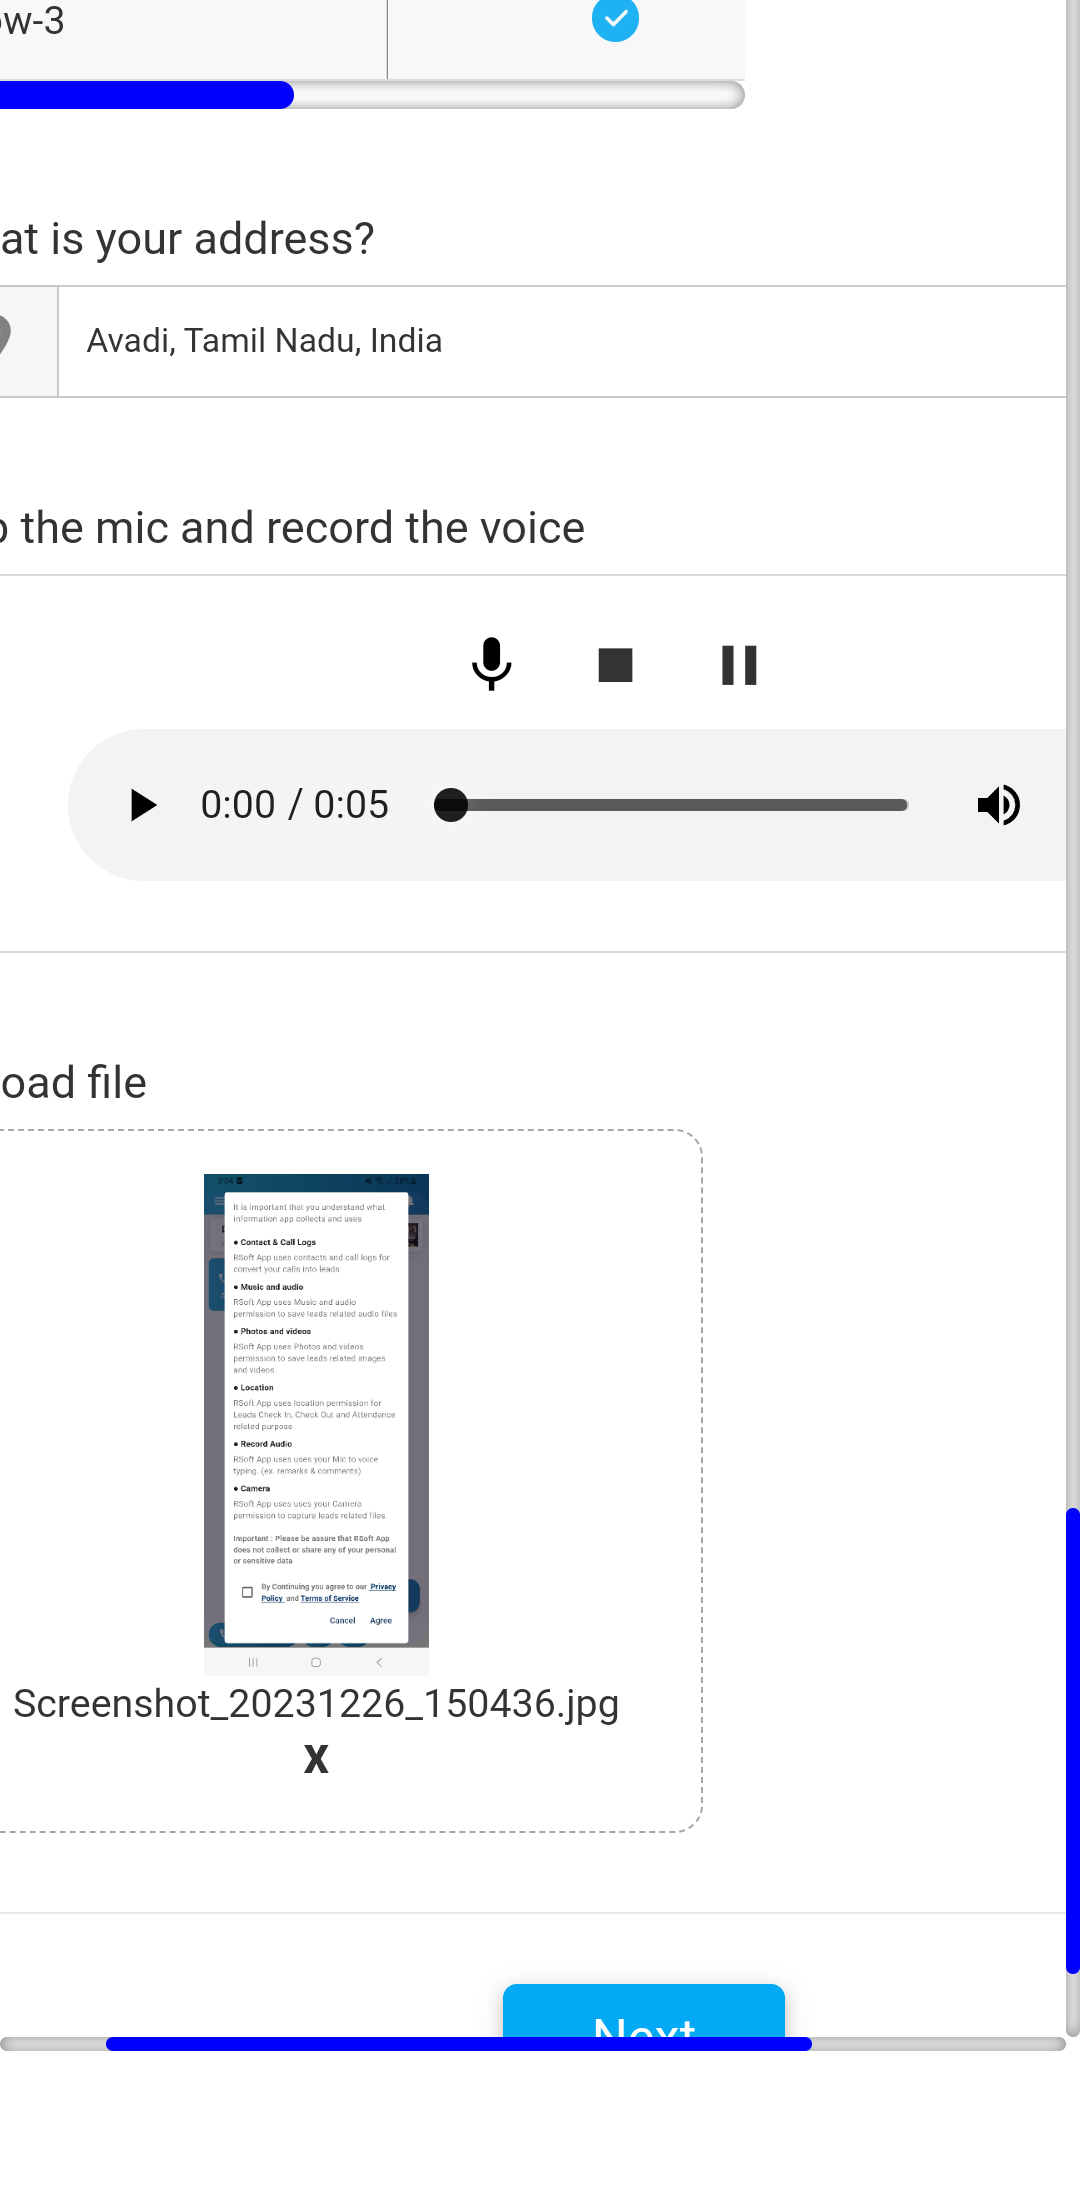 ow-3
at is your address?
Avadi, Tamil Nadu, India
p the mic and record the voice
0:00 / 0:05
oad file
3:04
It is important that you understand what
information app collects and uses
● Contact & Call Logs
RSoft App uses contacts and call logs for
convert your calls into leads
● Music and audio
RSoft App uses Music and audio
permission to save leads related audio files
● Photos and videos
RSoft App uses Photos and videos
permission to save leads related images
and videos
● Location
RSoft App uses location permission for
Leads Check In, Check Out and Attendance
related purpose
● Record Audio
RSoft App uses uses your Mic to voice
typing. (ex. remarks & comments)
● Camera
RSoft App uses uses your Camera
permission to capture leads related files
Important : Please be assure that RSoft App
does not collect or share any of your personal
or sensitive data
By Continuing you agree to our Privacy
Policy and Terms of Service
Cancel Agree
Screenshot_20231226_150436.jpg
X
Next